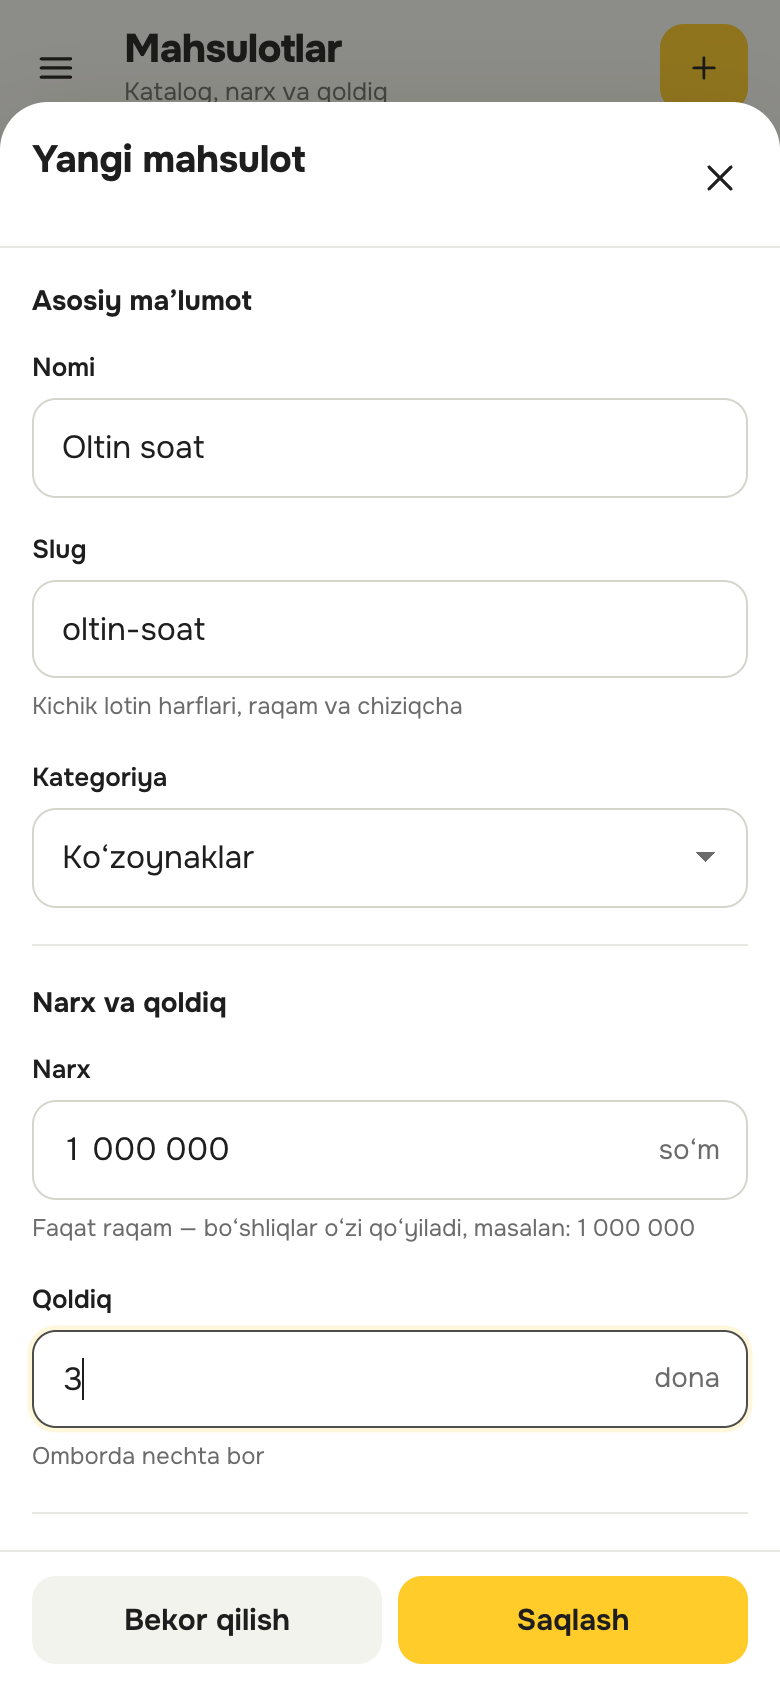 Mahsulotlar
Katalog, narx va qoldiq
Yangi mahsulot
Asosiy ma’lumot
Nomi
Oltin soat
Slug
oltin-soat
Kichik lotin harflari, raqam va chiziqcha
Kategoriya
Ko‘zoynaklar
Narx va qoldiq
Narx
1 000 000 so‘m
Faqat raqam — bo‘shliqlar o‘zi qo‘yiladi, masalan: 1 000 000
Qoldiq
3 dona
Omborda nechta bor
Bekor qilish Saqlash